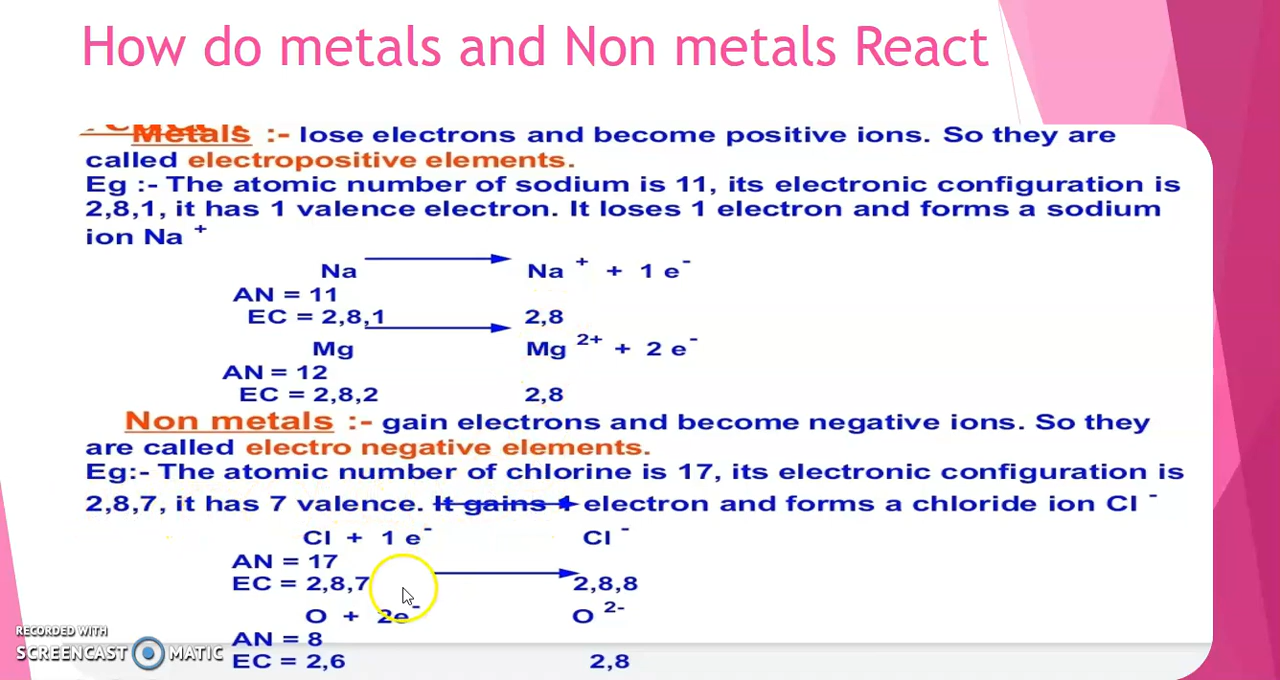 How do metals and Non metals React
Metals :- lose electrons and become positive ions. So they are
called electropositive elements.
Eg :- The atomic number of sodium is 11, its electronic configuration is
2,8,1, it has 1 valence electron. It loses 1 electron and forms a sodium
ion Na +
Na Na + + 1 e-
AN = 11
EC = 2,8,1 2,8
Mg Mg 2+ + 2 e-
AN = 12
EC = 2,8,2 2,8
Non metals :- gain electrons and become negative ions. So they
are called electro negative elements.
Eg:- The atomic number of chlorine is 17, its electronic configuration is
2,8,7, it has 7 valence. It gains 1 electron and forms a chloride ion Cl -
Cl + 1 e- Cl -
AN = 17
EC = 2,8,7 2,8,8
O + 2e- O 2-
AN = 8
EC = 2,6 2,8
RECORDED WITH
SCREENCAST MATIC